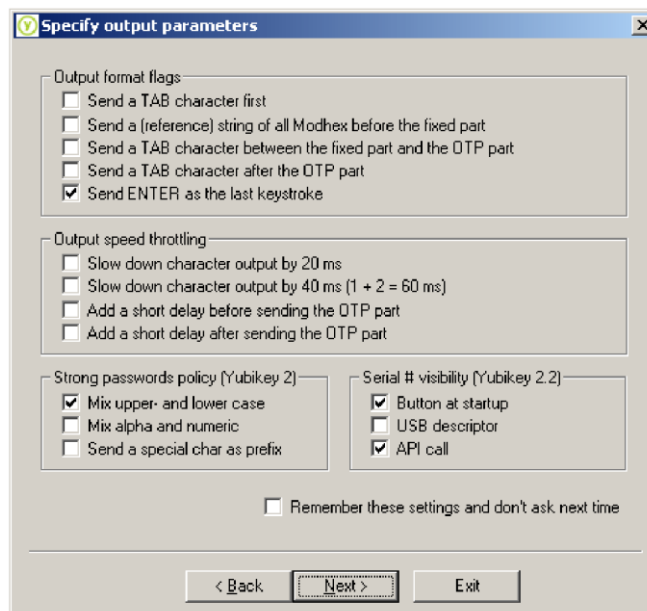 Specify output parameters
Output format flags
Send a TAB character first
Send a (reference) string of all Modhex before the fixed part
Send a TAB character between the fixed part and the OTP part
Send a TAB character after the OTP part
Send ENTER as the last keystroke
Output speed throttling
Slow down character output by 20 ms
Slow down character output by 40 ms (1 + 2 = 60 ms)
Add a short delay before sending the OTP part
Add a short delay after sending the OTP part
Strong passwords policy (Yubikey 2)
Mix upper- and lower case
Mix alpha and numeric
Send a special char as prefix
Serial # visibility (Yubikey 2.2)
Button at startup
USB descriptor
API call
Remember these settings and don't ask next time
< Back Next > Exit